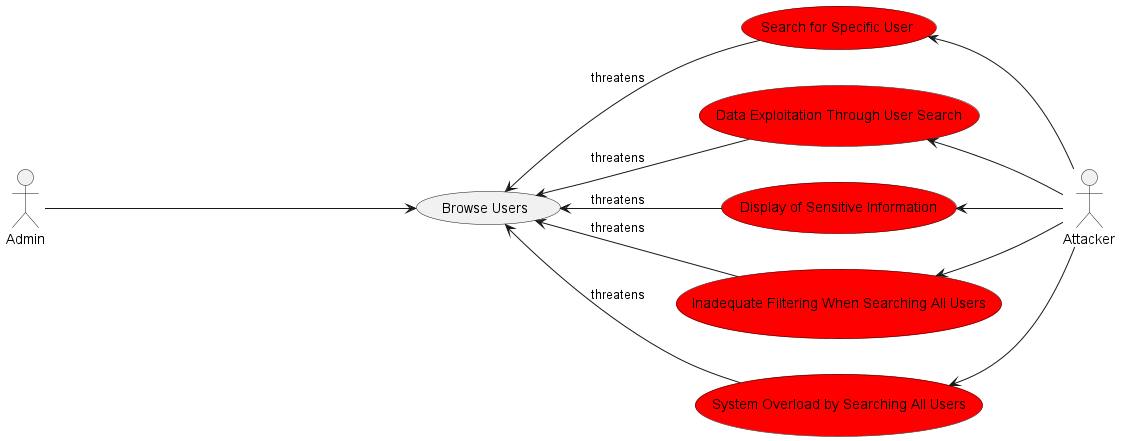 Search for Specific User
threatens
Data Exploitation Through User Search
threatens
Admin
Browse Users
threatens
Display of Sensitive Information
Attacker
threatens
Inadequate Filtering When Searching All Users
threatens
System Overload by Searching All Users